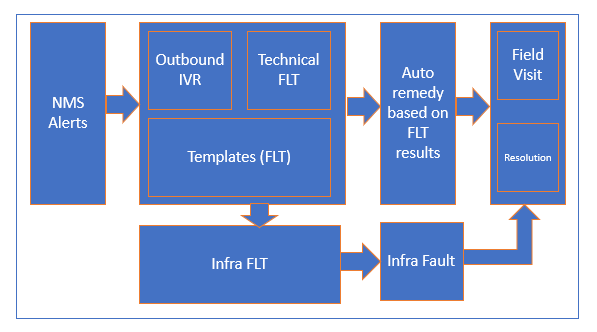 NMS
Alerts
Outbound
IVR
Technical
FLT
Templates (FLT)
Auto
remedy
based on
FLT
results
Field
Visit
Resolution
Infra FLT
Infra Fault